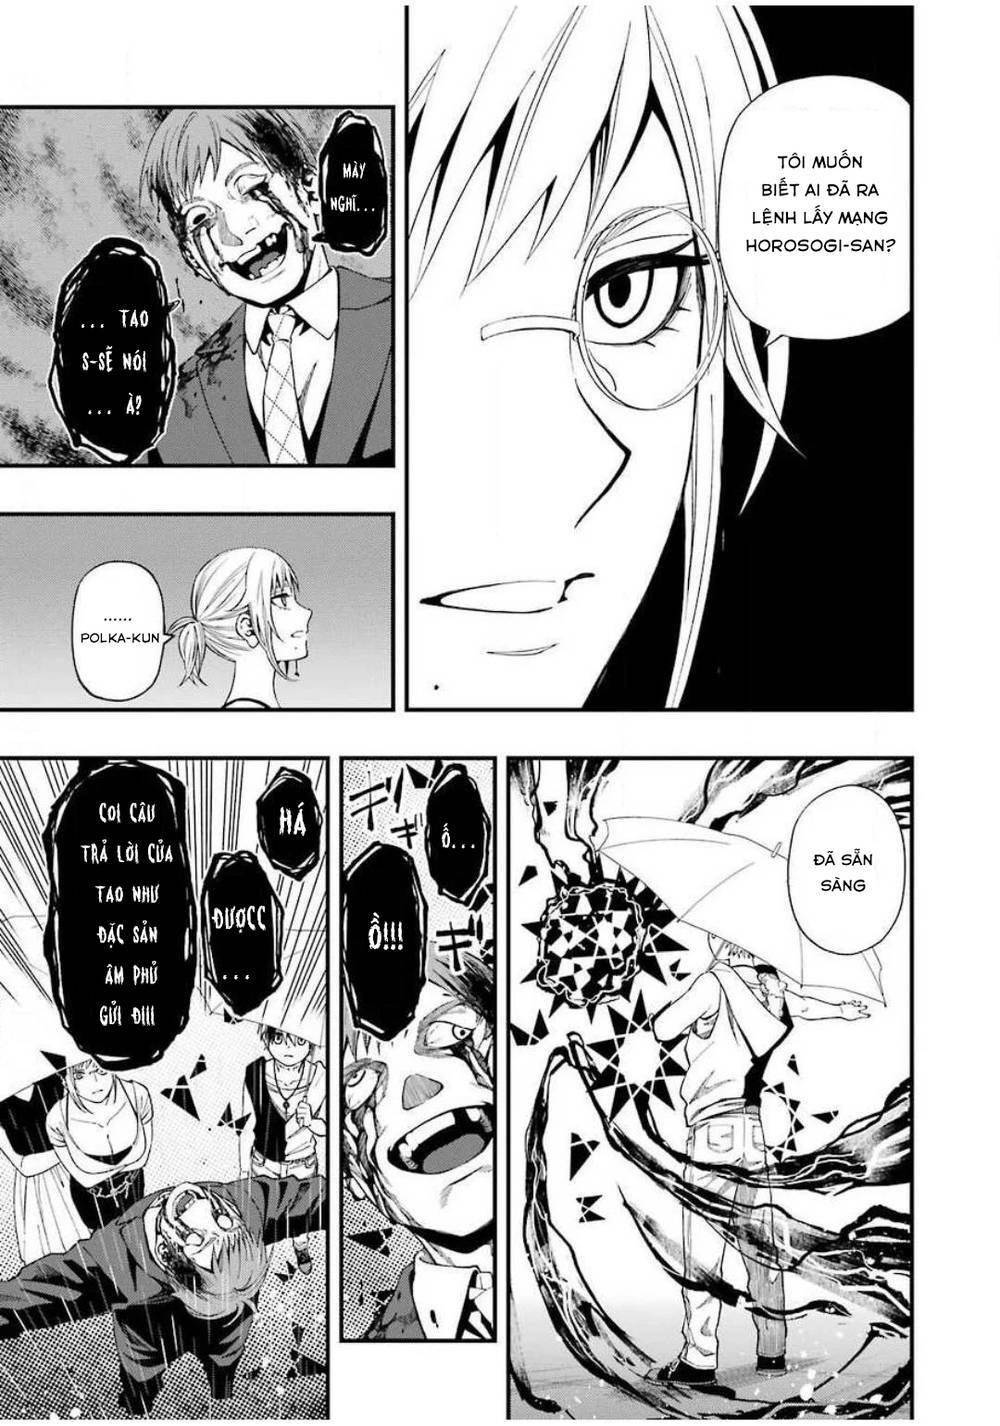 TÔI MUỐN
BIẾT AI ĐÃ RA
LỆNH LẤY MẠNG
HOROSOGI-SAN?
MÀY
NGHĨ...
... TAO
S-SẼ NÓI
... À?
......
POLKA-KUN
ĐÃ SẴN
SÀNG
Ố...
Ồ!!!
HÁ
ĐƯỢCC
...
COI CÂU
TRẢ LỜI CỦA
TAO NHƯ
ĐẶC SẢN
ÂM PHỦ
GỬI ĐIII